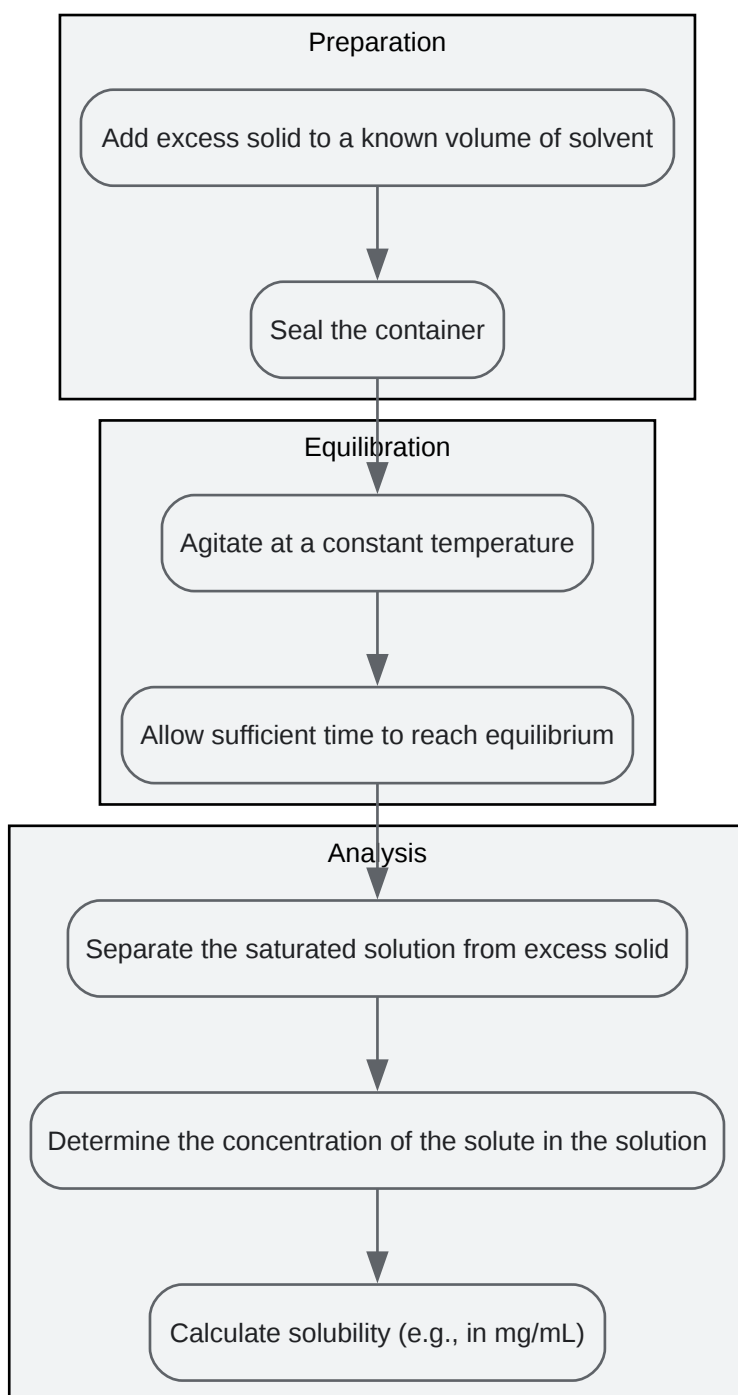 Preparation
Add excess solid to a known volume of solvent
Seal the container
Equilibration
Agitate at a constant temperature
Allow sufficient time to reach equilibrium
Analysis
Separate the saturated solution from excess solid
Determine the concentration of the solute in the solution
Calculate solubility (e.g., in mg/mL)